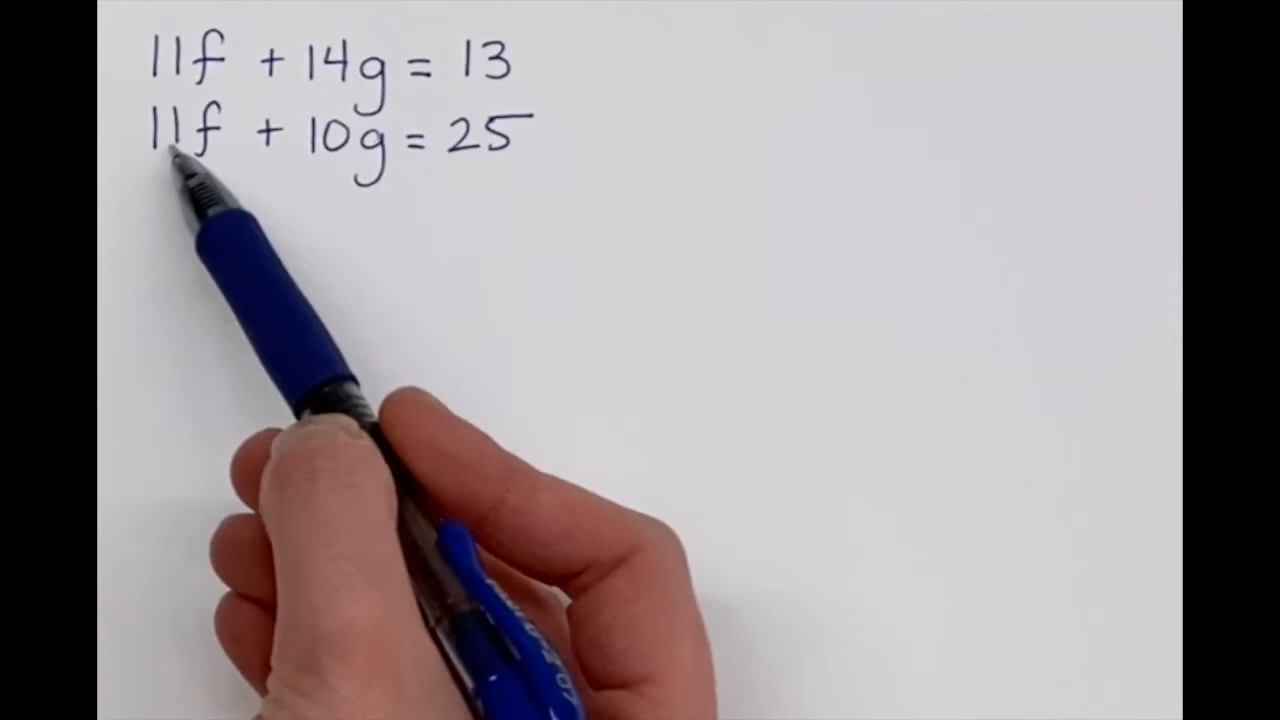 11f + 14g = 13
11f + 10g = 25